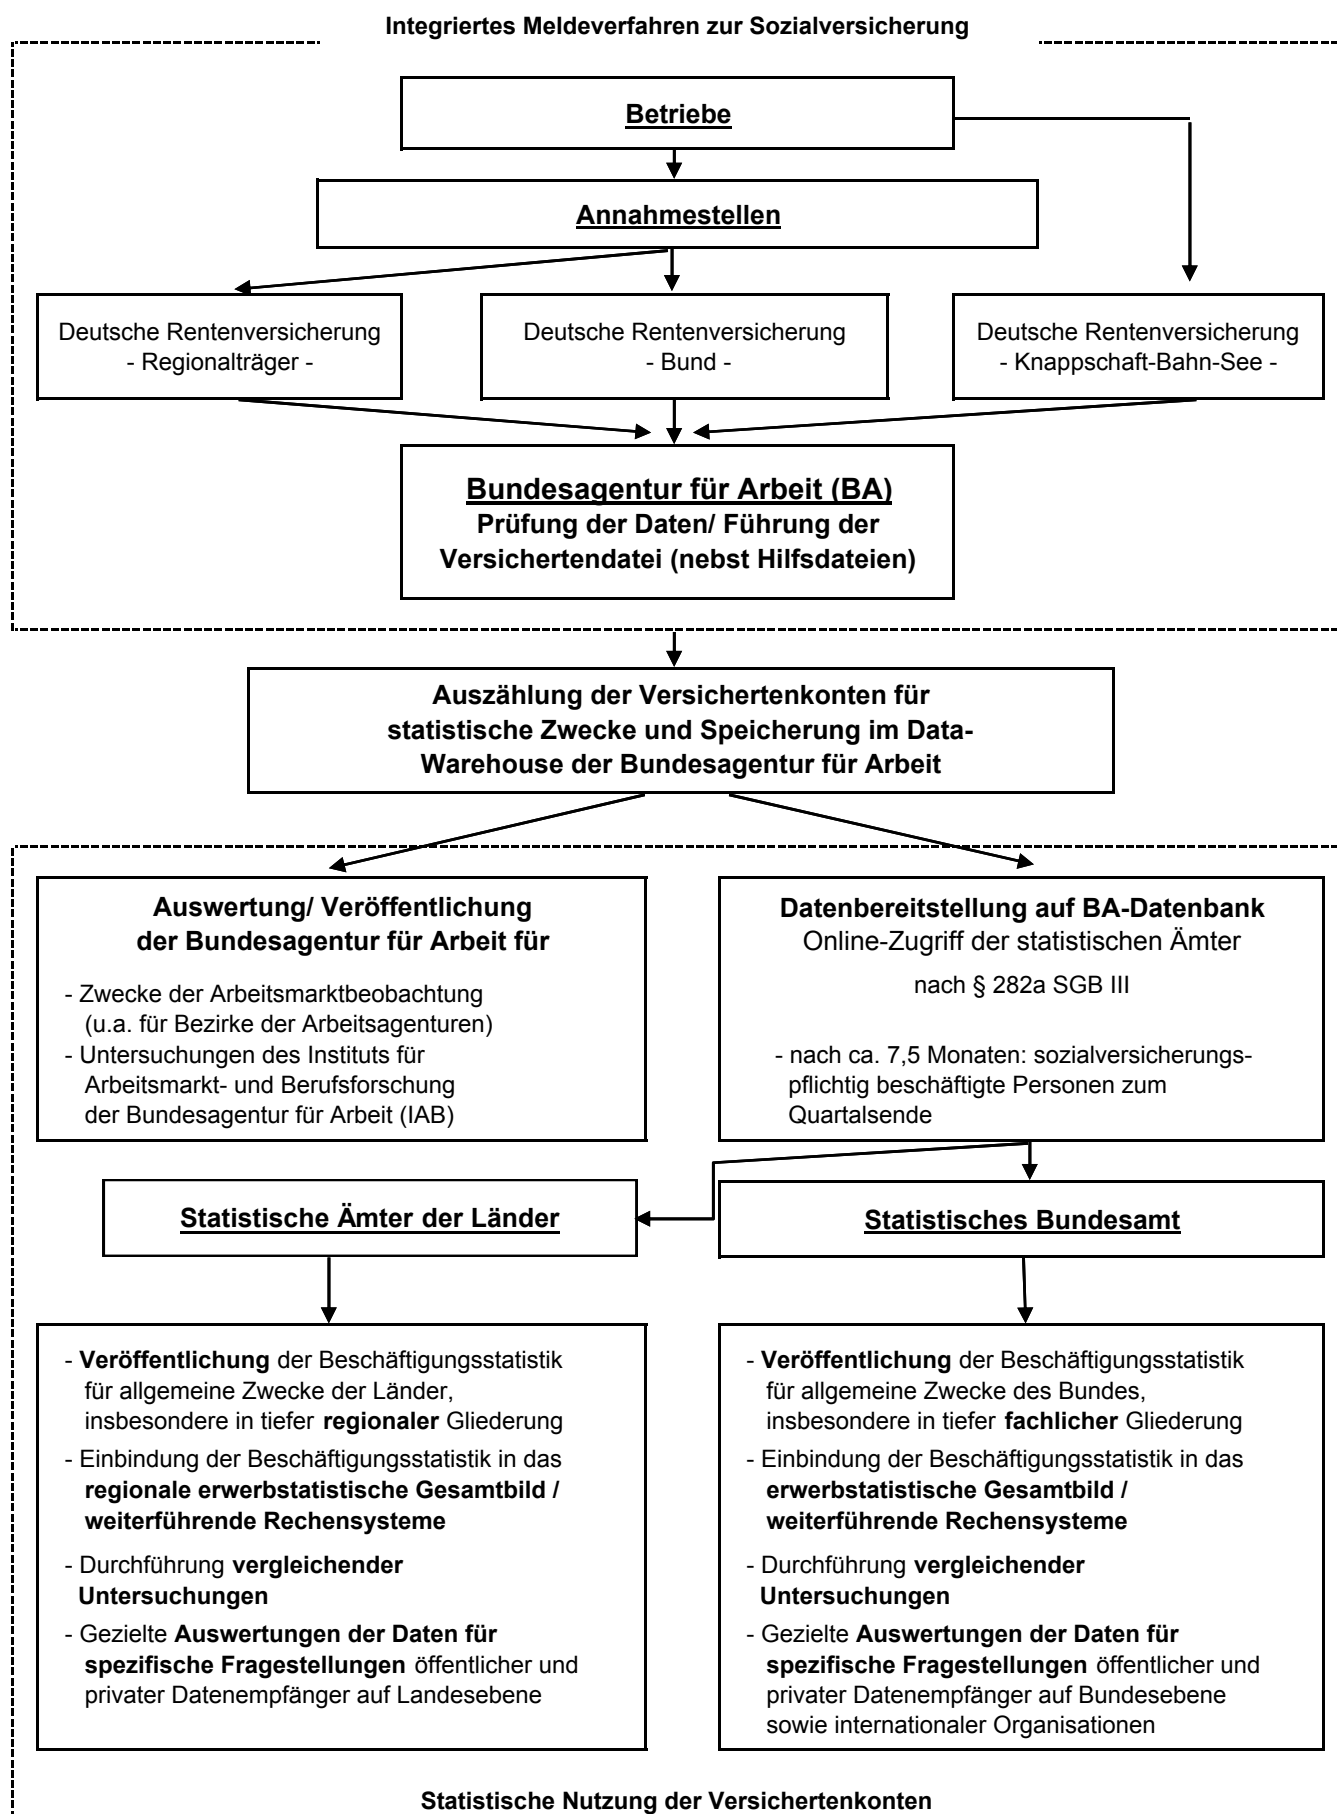 Integriertes Meldeverfahren zur Sozialversicherung
Betriebe
Annahmestellen
Deutsche Rentenversicherung
- Regionalträger -
Deutsche Rentenversicherung
- Bund -
Deutsche Rentenversicherung
- Knappschaft-Bahn-See -
Bundesagentur für Arbeit (BA)
Prüfung der Daten/ Führung der
Versichertendatei (nebst Hilfsdateien)
Auszählung der Versichertenkonten für
statistische Zwecke und Speicherung im Data-
Warehouse der Bundesagentur für Arbeit
Auswertung/ Veröffentlichung
der Bundesagentur für Arbeit für
- Zwecke der Arbeitsmarktbeobachtung
(u.a. für Bezirke der Arbeitsagenturen)
- Untersuchungen des Instituts für
Arbeitsmarkt- und Berufsforschung
der Bundesagentur für Arbeit (IAB)
Datenbereitstellung auf BA-Datenbank
Online-Zugriff der statistischen Ämter
nach § 282a SGB III
- nach ca. 7,5 Monaten: sozialversicherungs-
pflichtig beschäftigte Personen zum
Quartalsende
Statistische Ämter der Länder
Statistisches Bundesamt
- Veröffentlichung der Beschäftigungsstatistik
für allgemeine Zwecke der Länder,
insbesondere in tiefer regionaler Gliederung
- Einbindung der Beschäftigungsstatistik in das
regionale erwerbstatistische Gesamtbild /
weiterführende Rechensysteme
- Durchführung vergleichender
Untersuchungen
- Gezielte Auswertungen der Daten für
spezifische Fragestellungen öffentlicher und
privater Datenempfänger auf Landesebene
- Veröffentlichung der Beschäftigungsstatistik
für allgemeine Zwecke des Bundes,
insbesondere in tiefer fachlicher Gliederung
- Einbindung der Beschäftigungsstatistik in das
erwerbstatistische Gesamtbild /
weiterführende Rechensysteme
- Durchführung vergleichender
Untersuchungen
- Gezielte Auswertungen der Daten für
spezifische Fragestellungen öffentlicher und
privater Datenempfänger auf Bundesebene
sowie internationaler Organisationen
Statistische Nutzung der Versichertenkonten